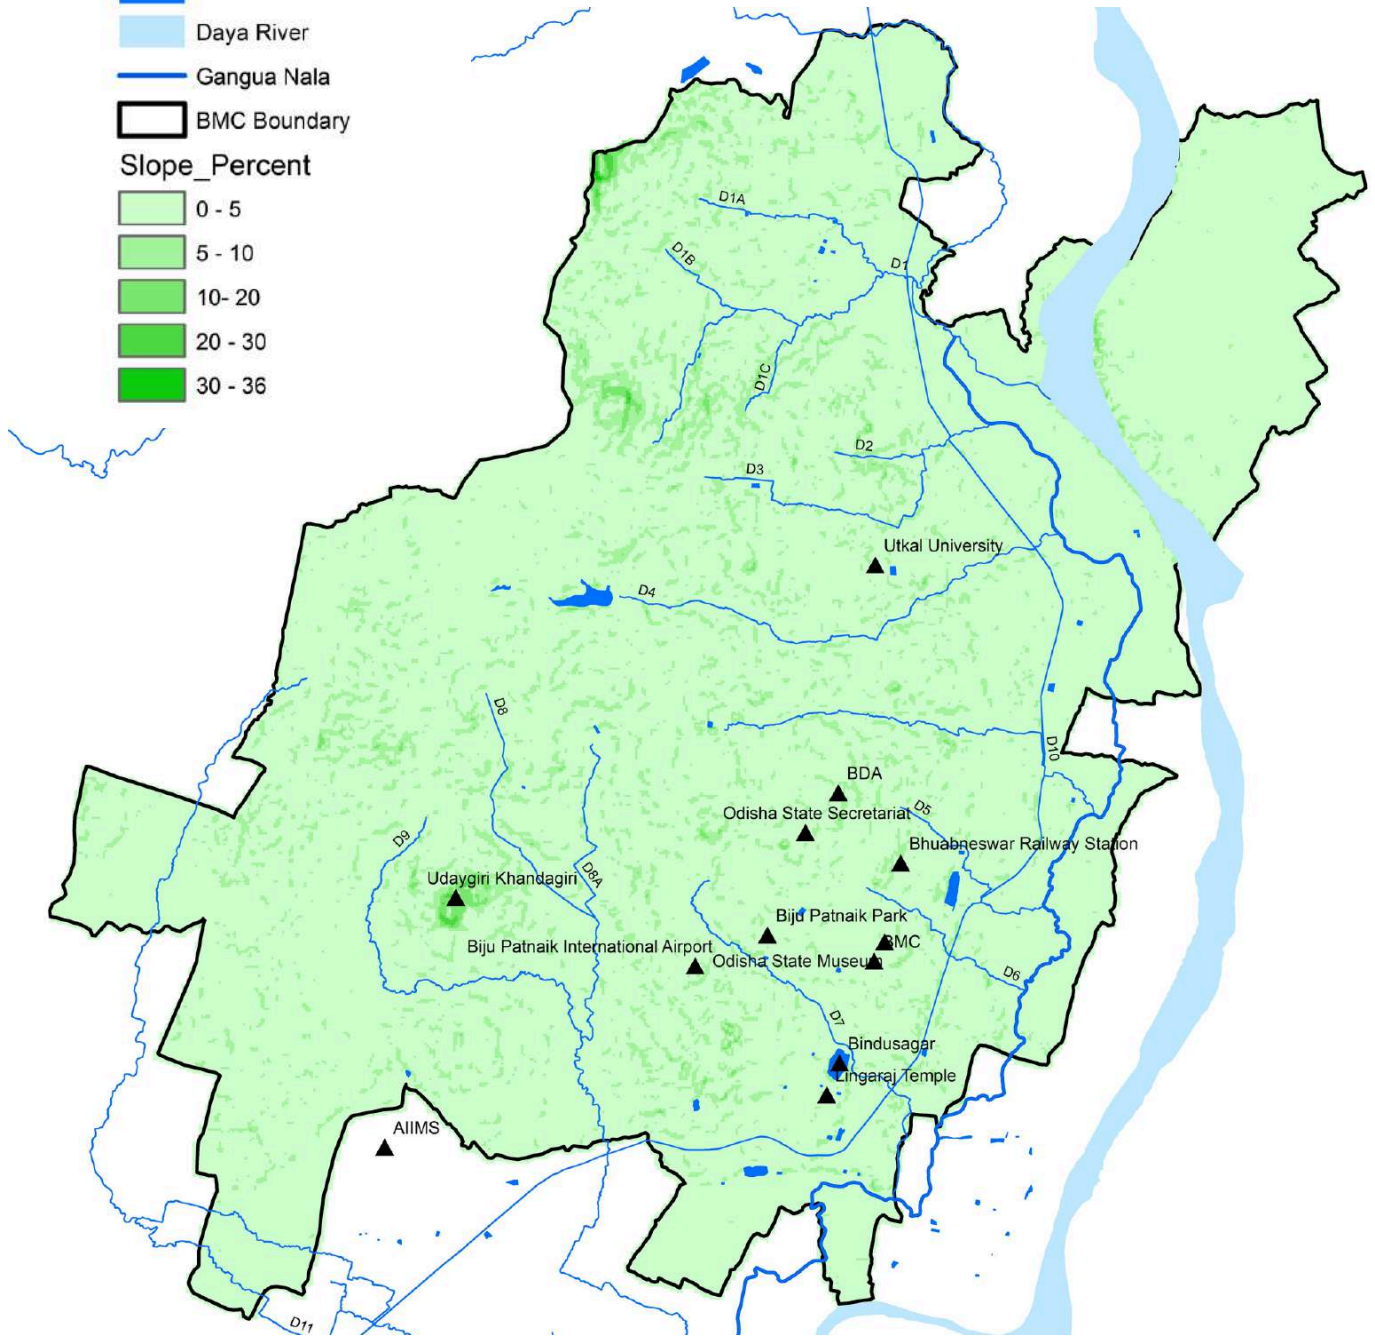 Daya River
Gangua Nala
BMC Boundary
Slope_Percent
0 - 5
5 - 10
10- 20
20 - 30
30 - 36
D1A
D1B
D1
D1C
D2
D3
Utkal University
D4
D8
D10
BDA
Odisha State Secretariat
D5
D9
Bhuabneswar Railway Station
D8A
Udaygiri Khandagiri
Biju Patnaik Park
BMC
Biju Patnaik International Airport
Odisha State Museum
D6
D7
Bindusagar
Lingaraj Temple
AIIMS
D11